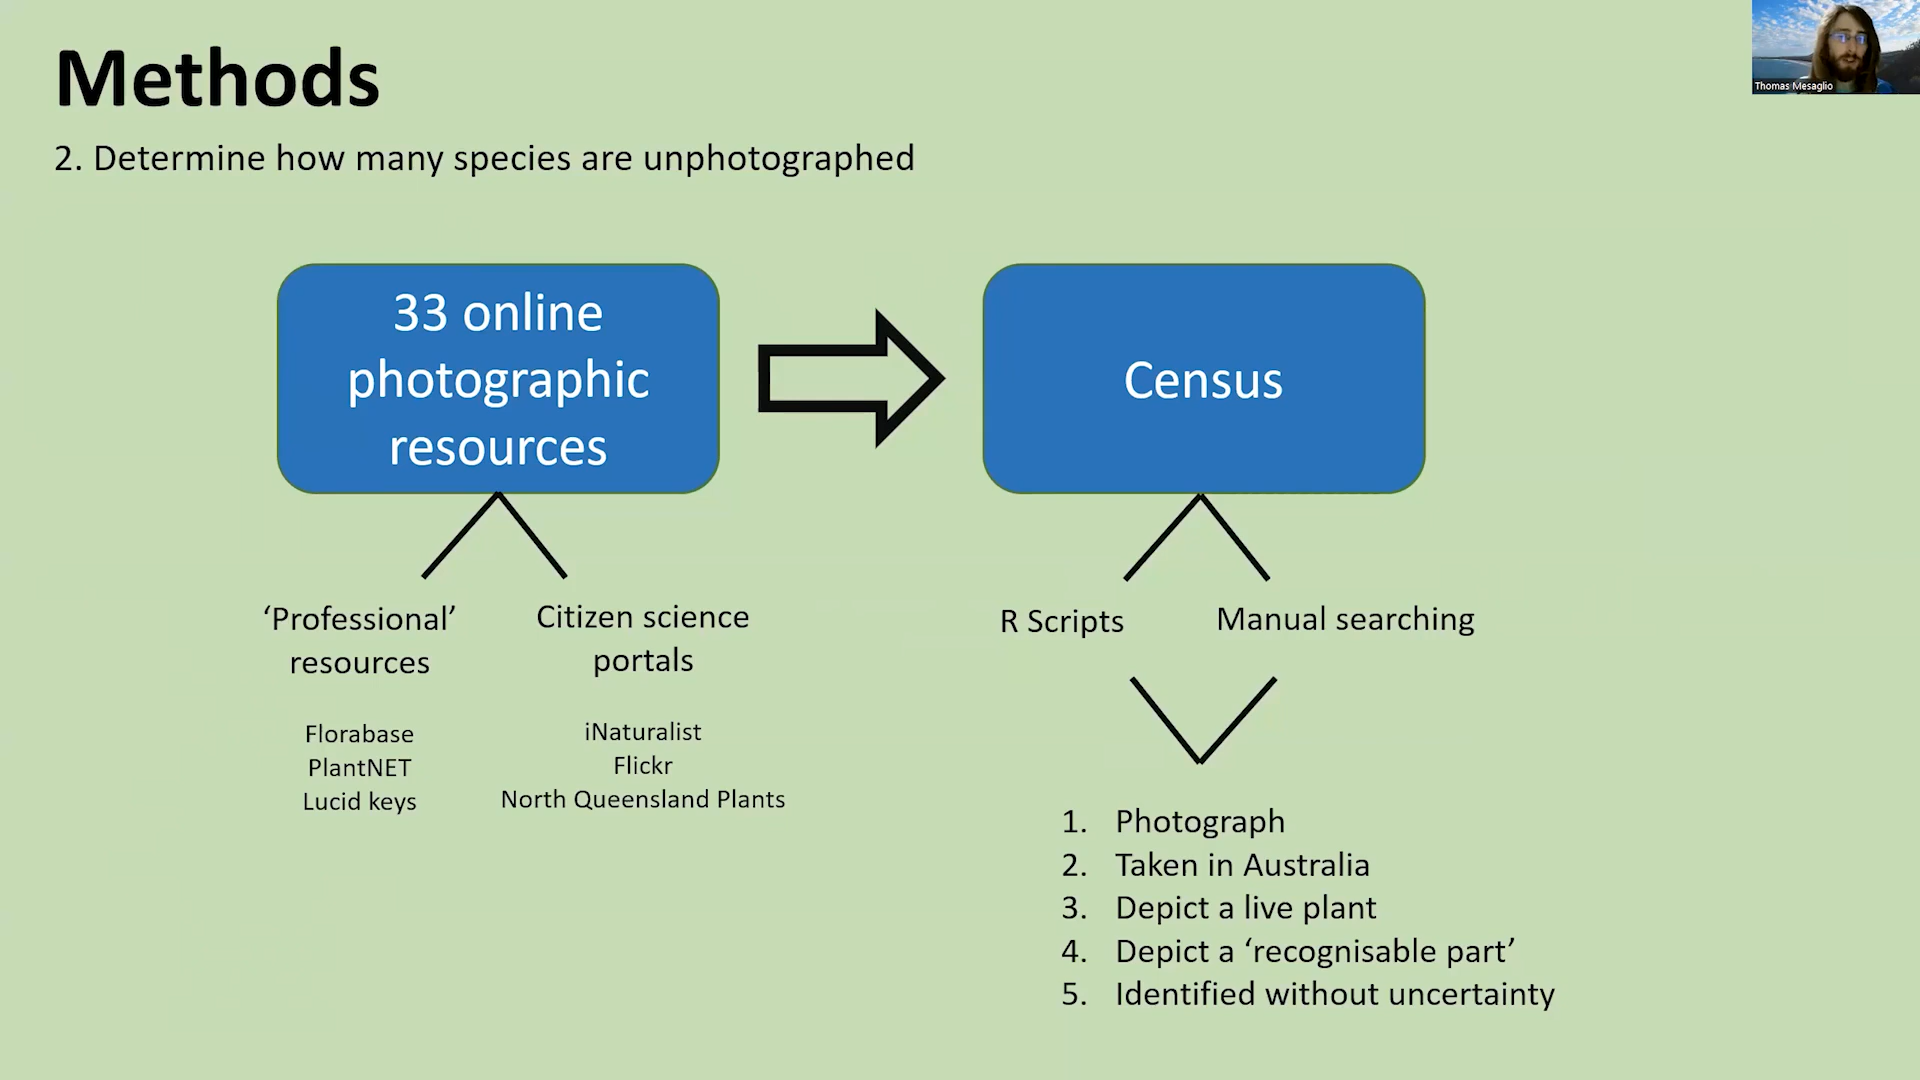 Methods
2. Determine how many species are unphotographed
Thomas Mesaglio
33 online
photographic
resources
Census
‘Professional’
resources
Citizen science
portals
Florabase
PlantNET
Lucid keys
iNaturalist
Flickr
North Queensland Plants
R Scripts
Manual searching
1. Photograph
2. Taken in Australia
3. Depict a live plant
4. Depict a ‘recognisable part’
5. Identified without uncertainty